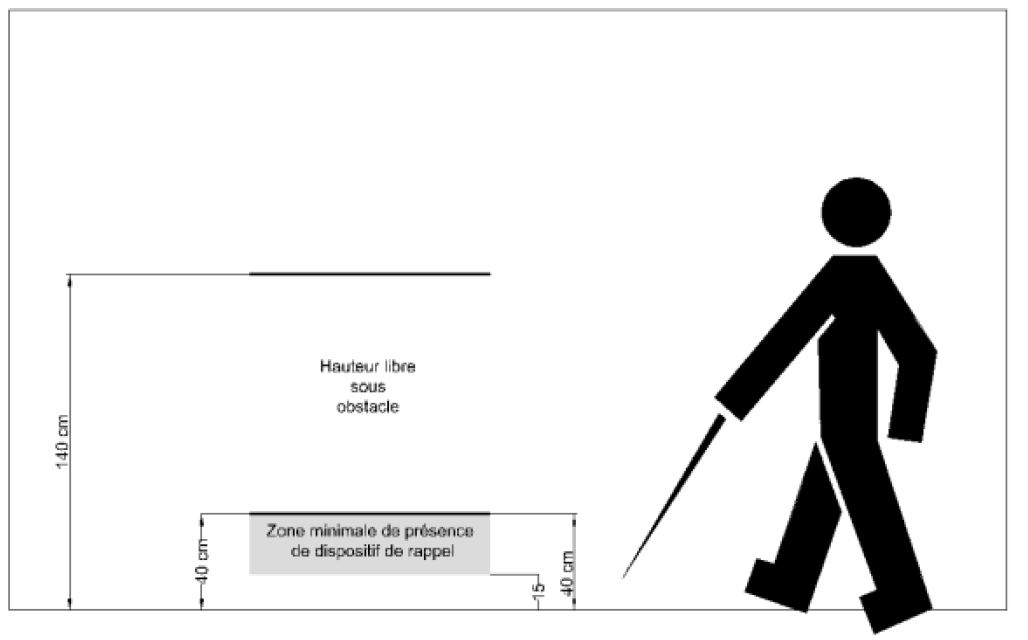 Hauteur libre
sous
obstacle
140 cm
Zone minimale de présence
de dispositif de rappel
40 cm
15
40 cm